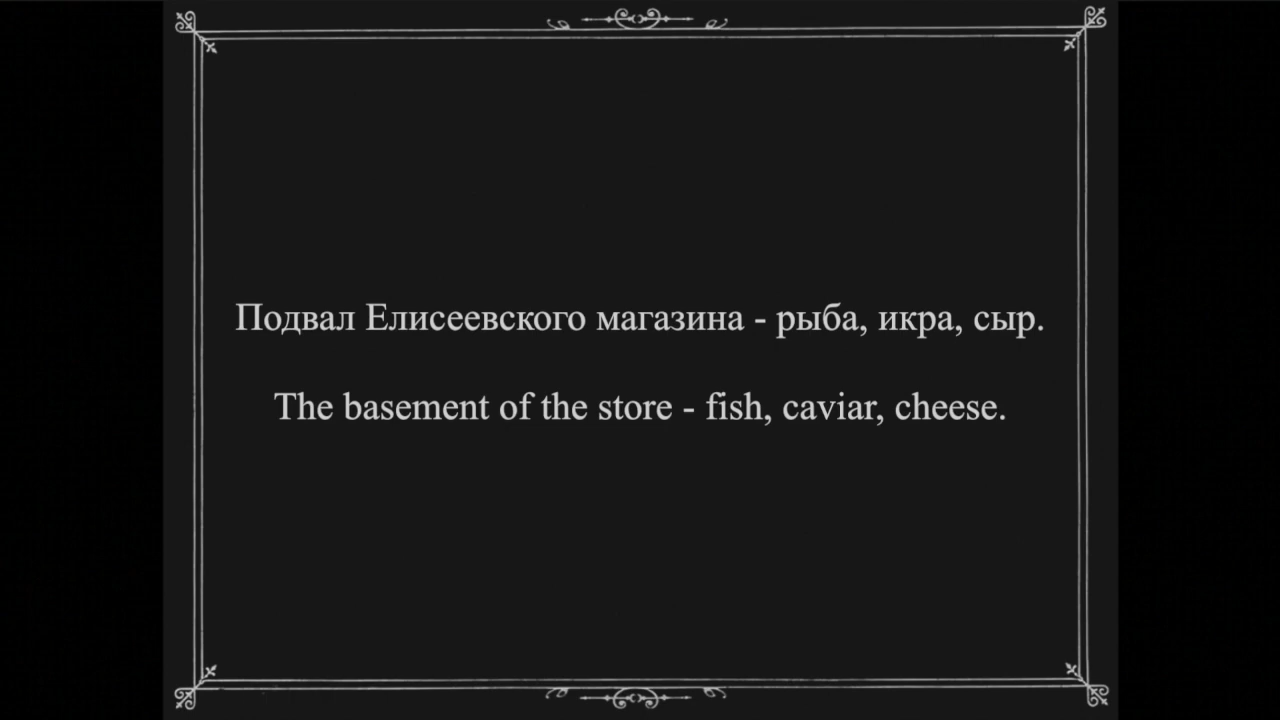 Подвал Елисеевского магазина - рыба, икра, сыр.
The basement of the store - fish, caviar, cheese.